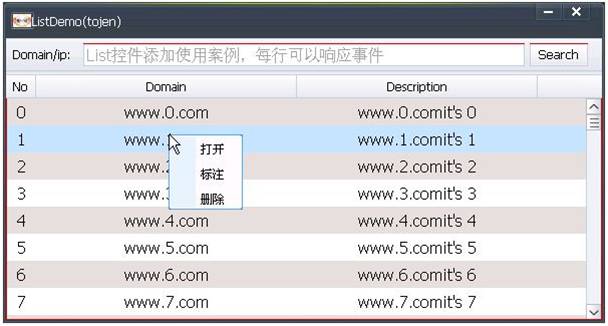 ListDemo(tojen)
Domain/ip: List控件添加使用案例，每行可以响应事件 Search
No Domain Description
0 www.0.com www.0.comit's 0
1 www. www.1.comit's 1
打开
2 www.2 www.2.comit's 2
标注
3 www.3 www.3.comit's 3
删除
4 www.4.com www.4.comit's 4
5 www.5.com www.5.comit's 5
6 www.6.com www.6.comit's 6
7 www.7.com www.7.comit's 7